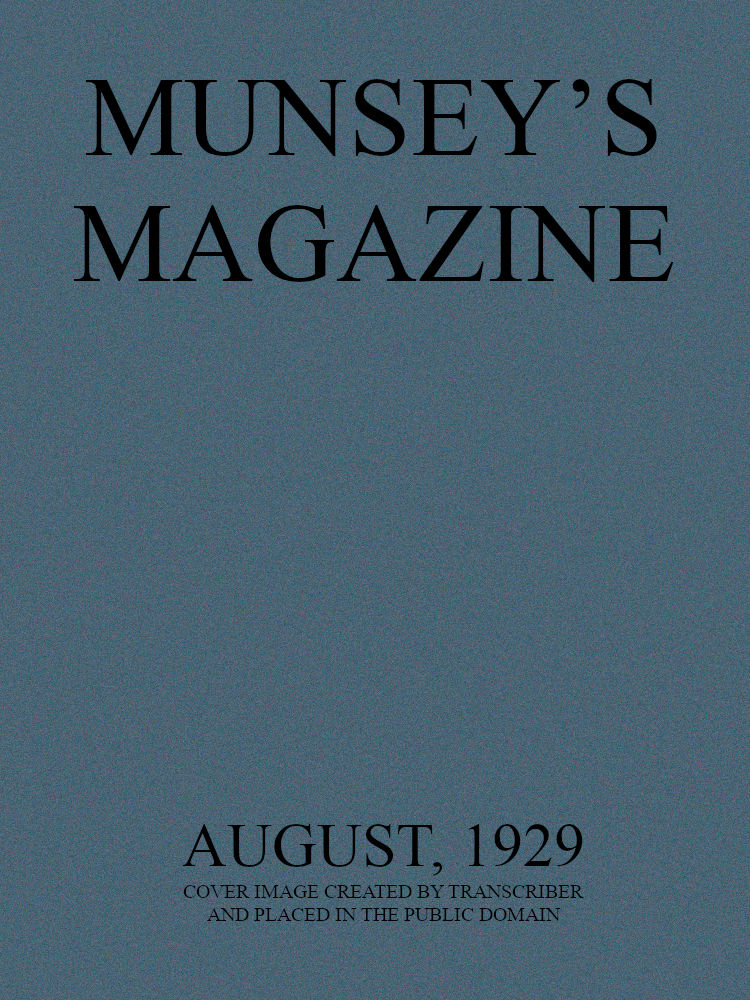 MUNSEY’S
MAGAZINE
AUGUST, 1929
COVER IMAGE CREATED BY TRANSCRIBER
AND PLACED IN THE PUBLIC DOMAIN